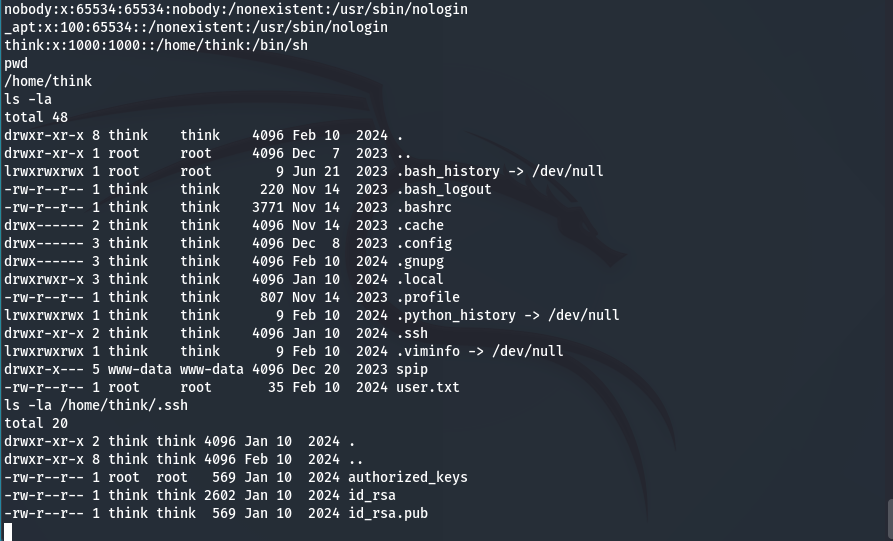 nobody:x:65534:65534:nobody:/nonexistent:/usr/sbin/nologin
_apt:x:100:65534::/nonexistent:/usr/sbin/nologin
think:x:1000:1000::/home/think:/bin/sh
pwd
/home/think
ls -la
total 48
drwxr-xr-x 8 think    think    4096 Feb 10  2024 .
drwxr-xr-x 1 root     root     4096 Dec  7  2023 ..
lrwxrwxrwx 1 root     root        9 Jun 21  2023 .bash_history -> /dev/null
-rw-r--r-- 1 think    think     220 Nov 14  2023 .bash_logout
-rw-r--r-- 1 think    think    3771 Nov 14  2023 .bashrc
drwx------ 2 think    think    4096 Nov 14  2023 .cache
drwx------ 3 think    think    4096 Dec  8  2023 .config
drwx------ 3 think    think    4096 Feb 10  2024 .gnupg
drwxrwxr-x 3 think    think    4096 Jan 10  2024 .local
-rw-r--r-- 1 think    think     807 Nov 14  2023 .profile
lrwxrwxrwx 1 think    think       9 Feb 10  2024 .python_history -> /dev/null
drwxr-xr-x 2 think    think    4096 Jan 10  2024 .ssh
lrwxrwxrwx 1 think    think       9 Feb 10  2024 .viminfo -> /dev/null
drwxr-x--- 5 www-data www-data 4096 Dec 20  2023 spip
-rw-r--r-- 1 root     root       35 Feb 10  2024 user.txt
ls -la /home/think/.ssh
total 20
drwxr-xr-x 2 think think 4096 Jan 10  2024 .
drwxr-xr-x 8 think think 4096 Feb 10  2024 ..
-rw-r--r-- 1 root  root   569 Jan 10  2024 authorized_keys
-rw-r--r-- 1 think think 2602 Jan 10  2024 id_rsa
-rw-r--r-- 1 think think  569 Jan 10  2024 id_rsa.pub